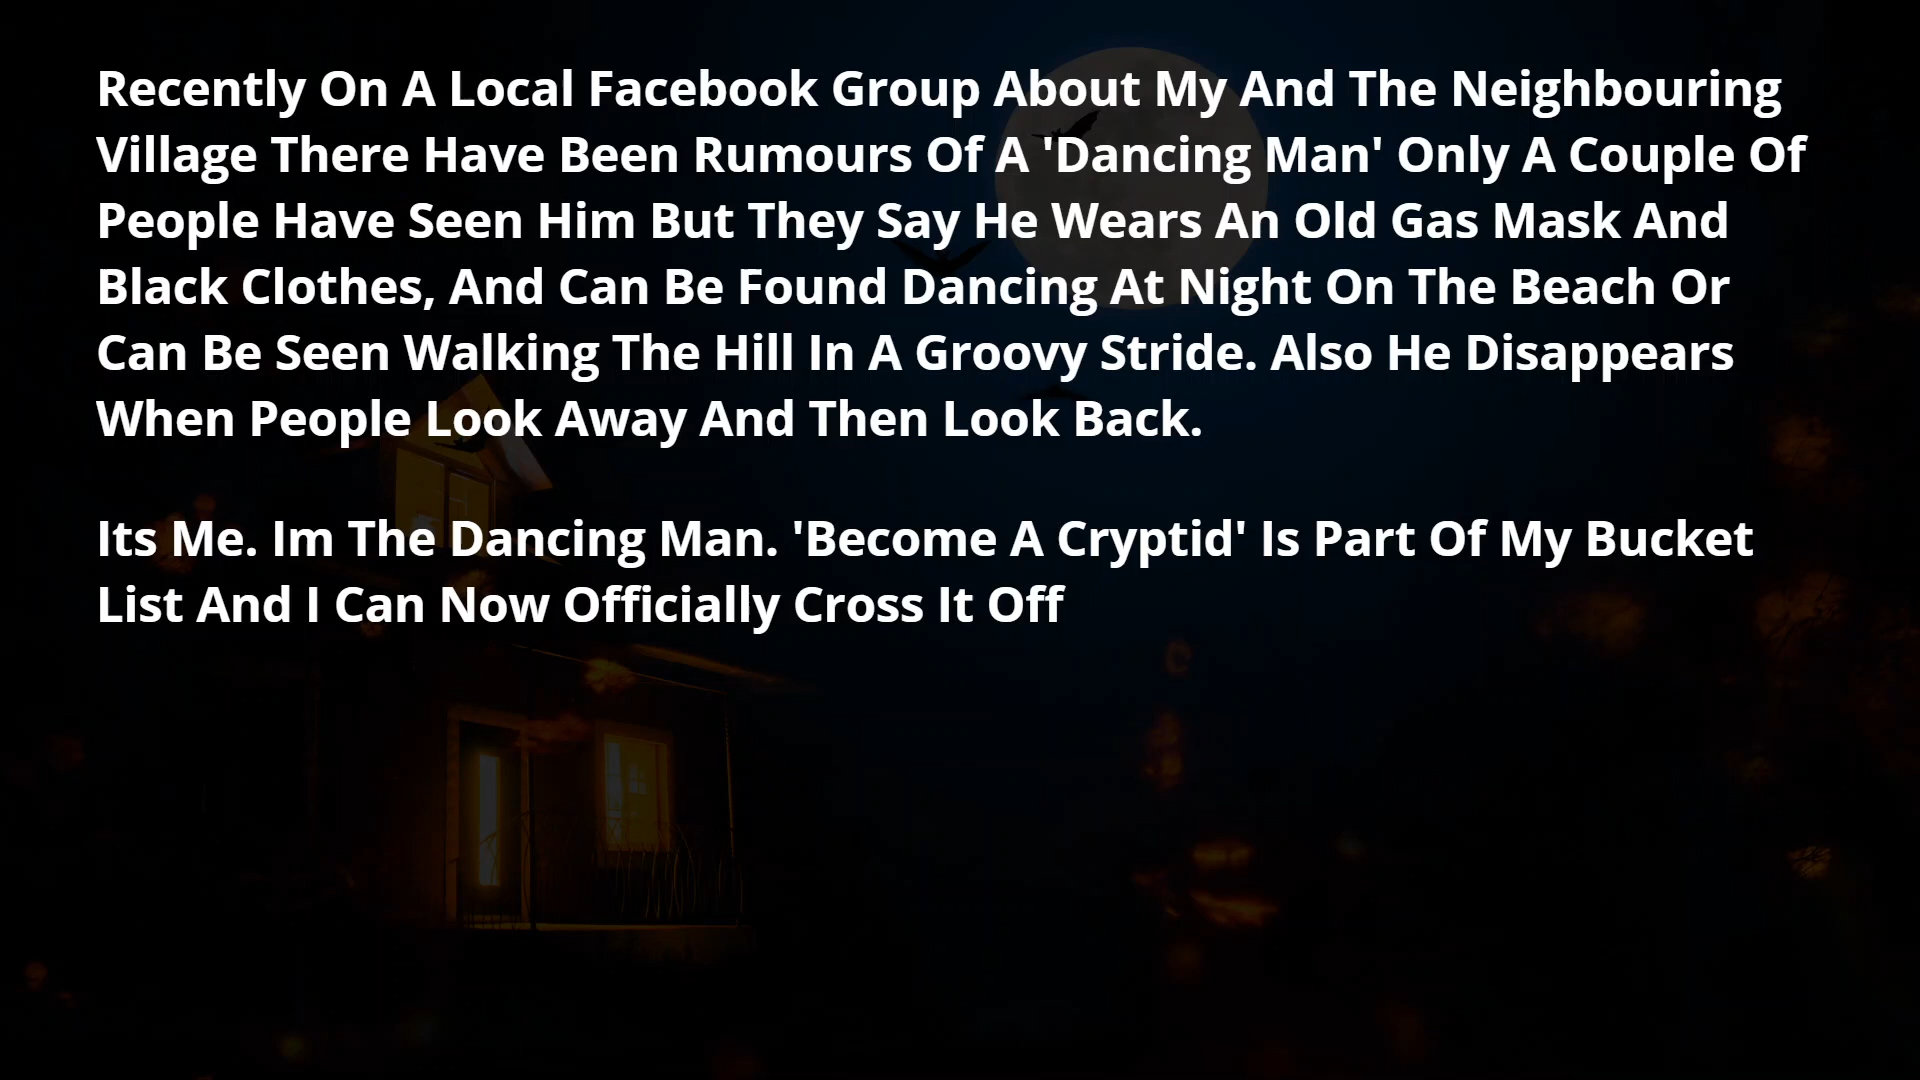 Recently On A Local Facebook Group About My And The Neighbouring
Village There Have Been Rumours Of A 'Dancing Man' Only A Couple Of
People Have Seen Him But They Say He Wears An Old Gas Mask And
Black Clothes, And Can Be Found Dancing At Night On The Beach Or
Can Be Seen Walking The Hill In A Groovy Stride. Also He Disappears
When People Look Away And Then Look Back.
Its Me. Im The Dancing Man. 'Become A Cryptid' Is Part Of My Bucket
List And I Can Now Officially Cross It Off